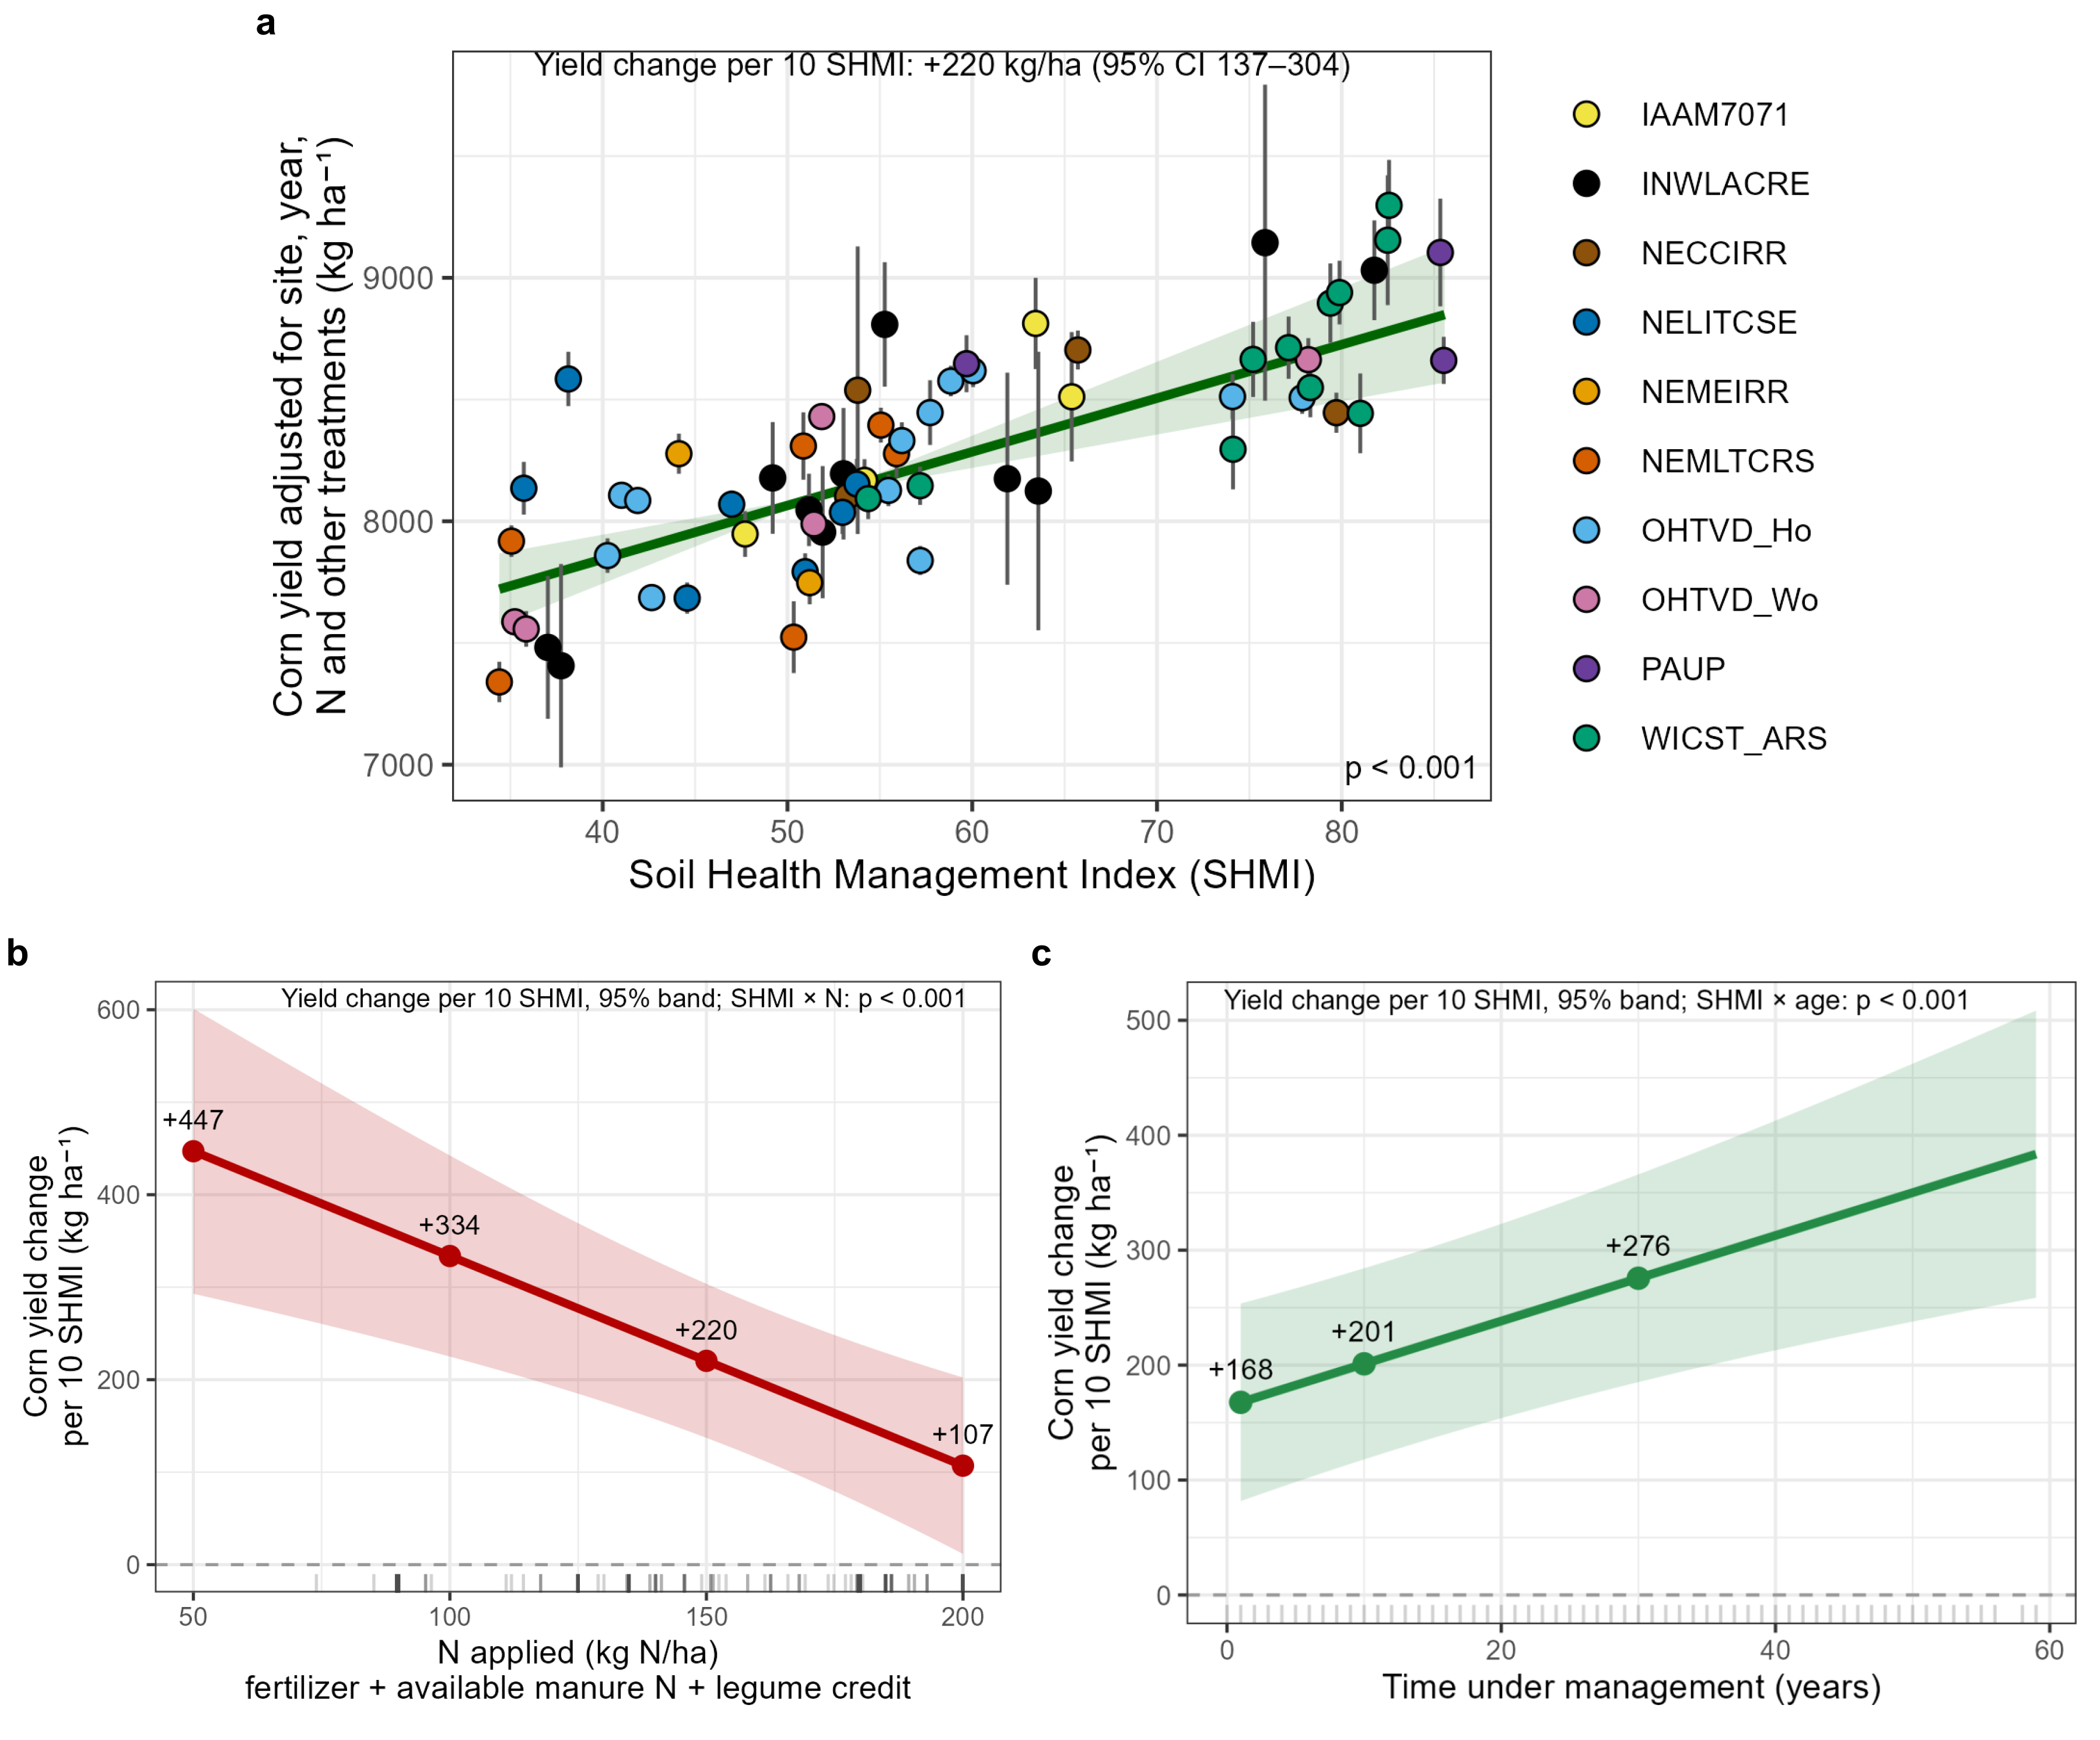 a
Yield change per 10 SHMI: +220 kg/ha (95% CI 137–304)
Corn yield adjusted for site, year,
N and other treatments (kg ha⁻¹)
9000
8000
7000
p < 0.001
40 50 60 70 80
Soil Health Management Index (SHMI)
IAAM7071
INWLACRE
NECCIRR
NELITCSE
NEMEIRR
NEMLTCRS
OHTVD_Ho
OHTVD_Wo
PAUP
WICST_ARS
b
Yield change per 10 SHMI, 95% band; SHMI × N: p < 0.001
Corn yield change
per 10 SHMI (kg ha⁻¹)
600
400
200
0
+447
+334
+220
+107
50 100 150 200
N applied (kg N/ha)
fertilizer + available manure N + legume credit
c
Yield change per 10 SHMI, 95% band; SHMI × age: p < 0.001
Corn yield change
per 10 SHMI (kg ha⁻¹)
500
400
300
200
100
0
+168
+201
+276
0 20 40 60
Time under management (years)